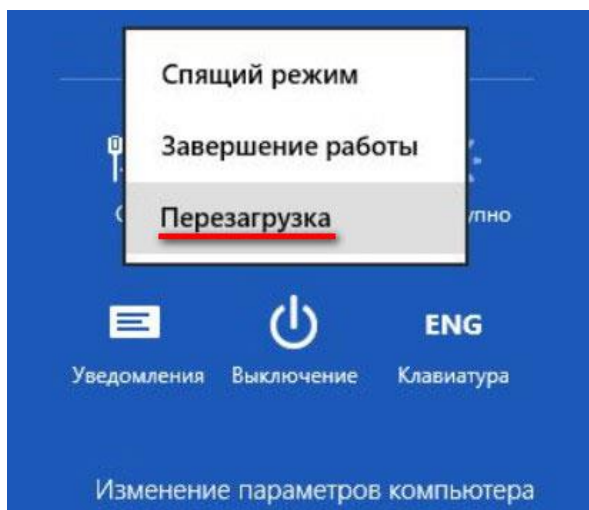 Спящий режим
Завершение работы
Перезагрузка
ENG
Уведомления Выключение Клавиатура
Изменение параметров компьютера